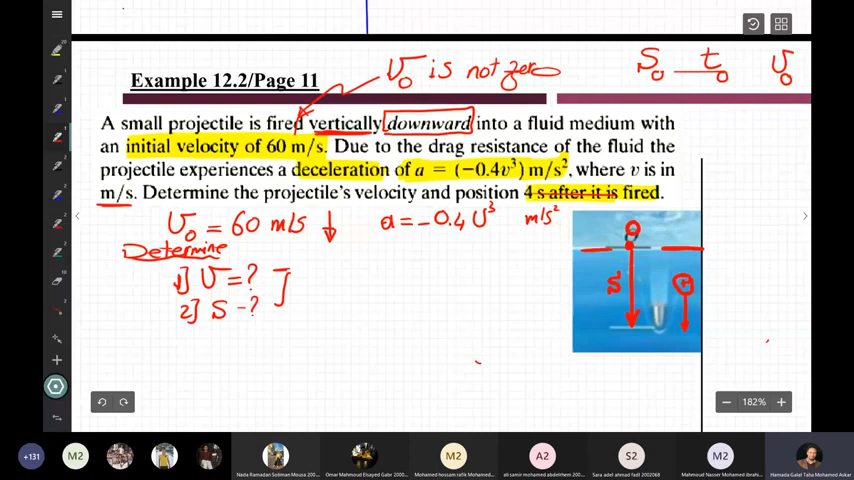 Example 12.2/Page 11
V₀ is not zero
S₀ t₀ V₀
A small projectile is fired vertically downward into a fluid medium with
an initial velocity of 60 m/s. Due to the drag resistance of the fluid the
projectile experiences a deceleration of a = (−0.4v³) m/s², where v is in
m/s. Determine the projectile's velocity and position 4 s after it is fired.
V₀ = 60 m/s ↓ a = -0.4 V³ m/s²
Determine
1] V = ?
2] S -?
O
S
+
182%
+131
M2
M2
A2
S2
M2
Nada Ramadan Soliman Mousa 200...
Omar Mahmoud Elsayed Gabr 2000...
Mohamed hossam rafik Mohamed...
ali samir mohamed abdelrehem 2...
Sara adel ahmad fadl 2002069
Mahmoud Nasser Mohamed ibrahi...
Hamada Galal Taha Mohamed Askar